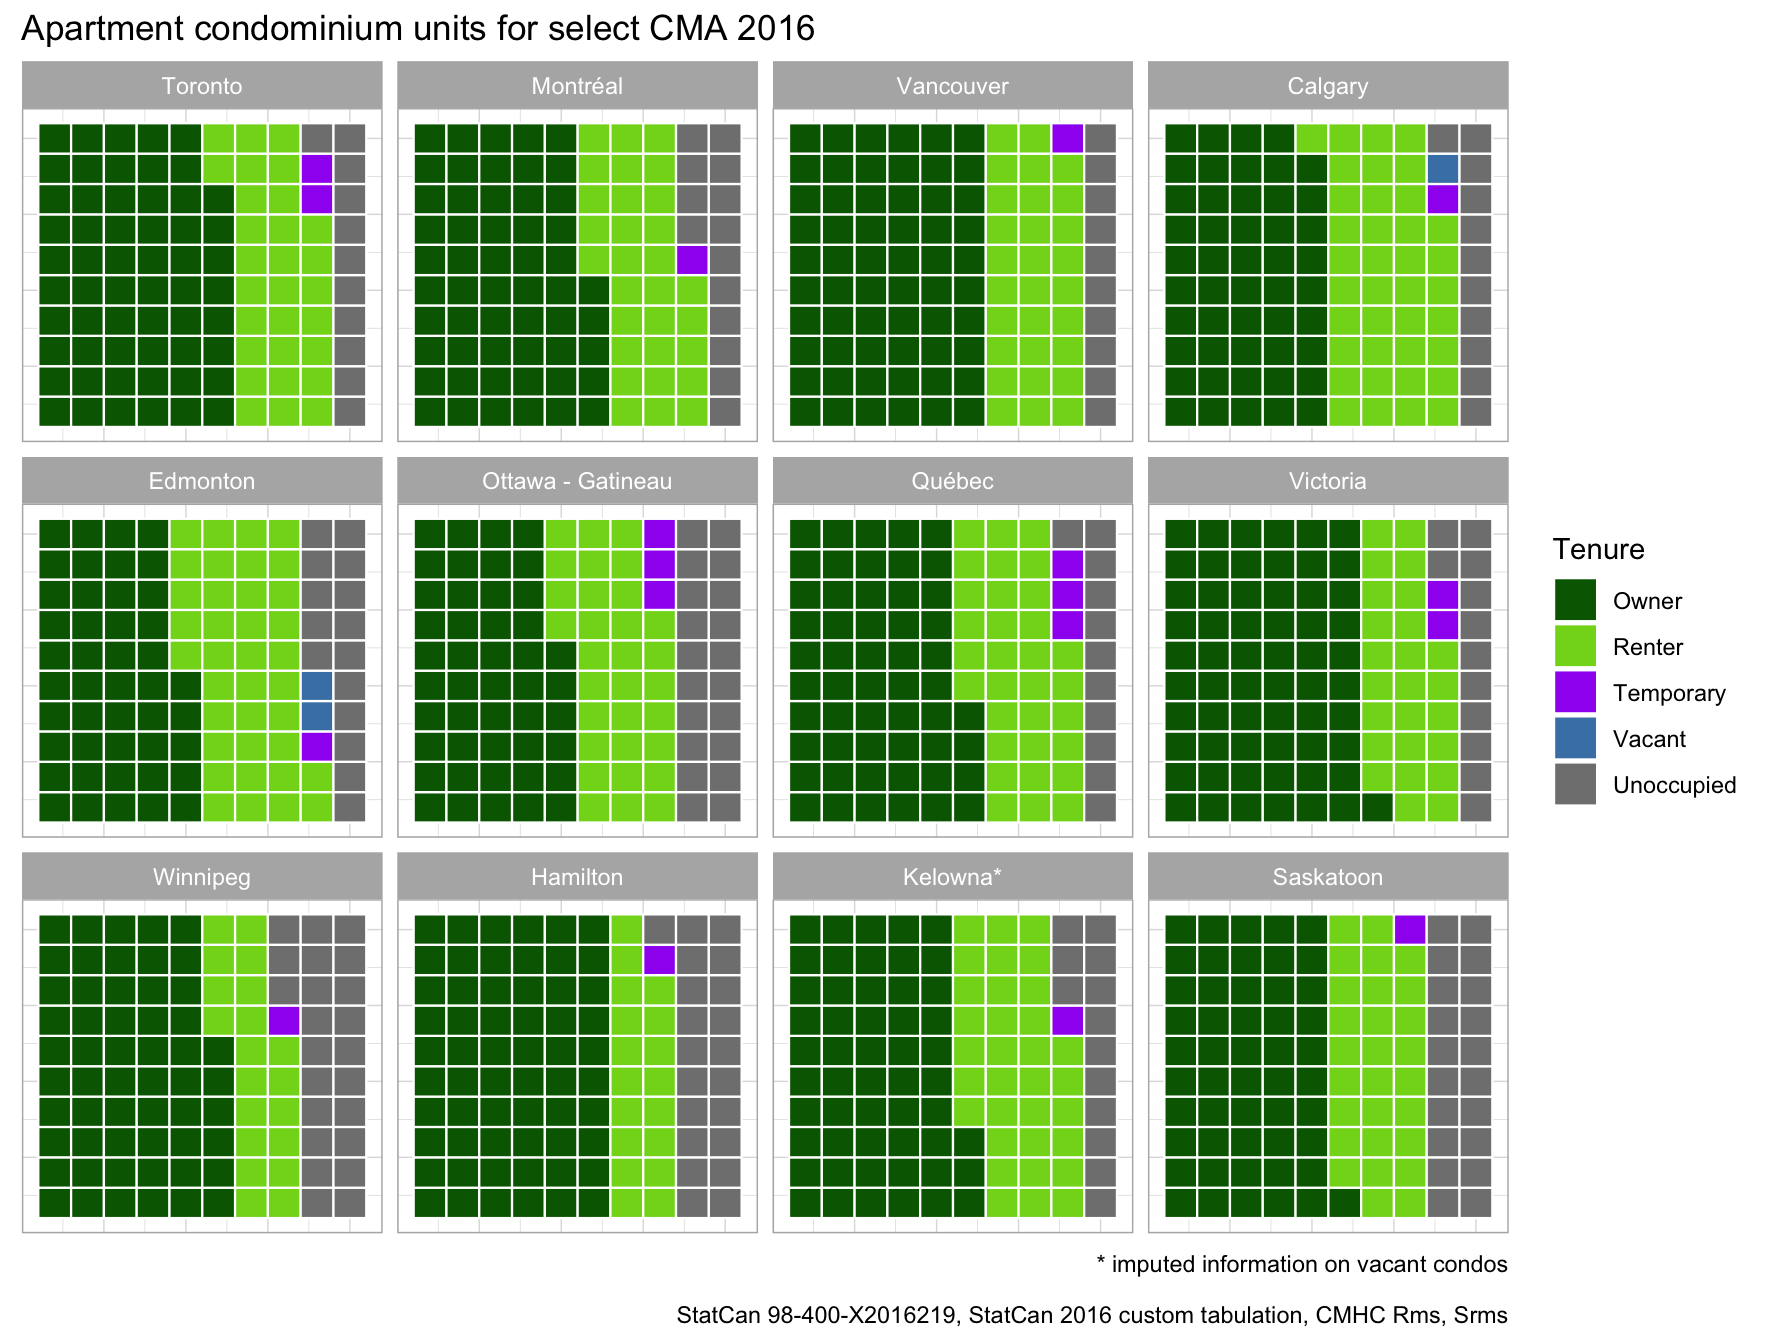 Apartment condominium units for select CMA 2016
Toronto
Montréal
Vancouver
Calgary
Edmonton
Ottawa - Gatineau
Québec
Victoria
Winnipeg
Hamilton
Kelowna*
Saskatoon
Tenure
Owner
Renter
Temporary
Vacant
Unoccupied
* imputed information on vacant condos
StatCan 98-400-X2016219, StatCan 2016 custom tabulation, CMHC Rms, Srms